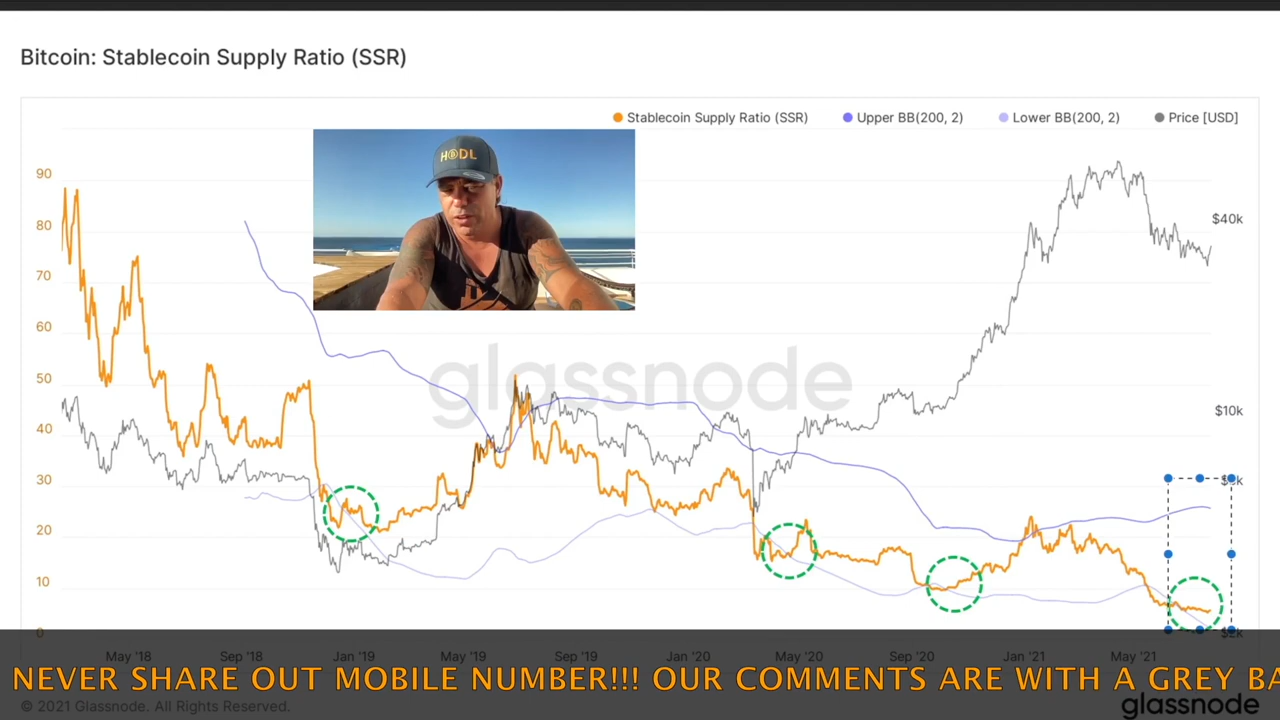 Bitcoin: Stablecoin Supply Ratio (SSR)
Stablecoin Supply Ratio (SSR) Upper BB(200, 2) Lower BB(200, 2) Price [USD]
HODL
90
80
$40k
70
60
50
glassnode
$10k
40
30
20
10
0
May '18 Sep '18 Jan '19 May '19 Sep '19 Jan '20 May '20 Sep '20 Jan '21 May '21
NEVER SHARE OUT MOBILE NUMBER!!! OUR COMMENTS ARE WITH A GREY BA
© 2021 Glassnode. All Rights Reserved.
glassnode